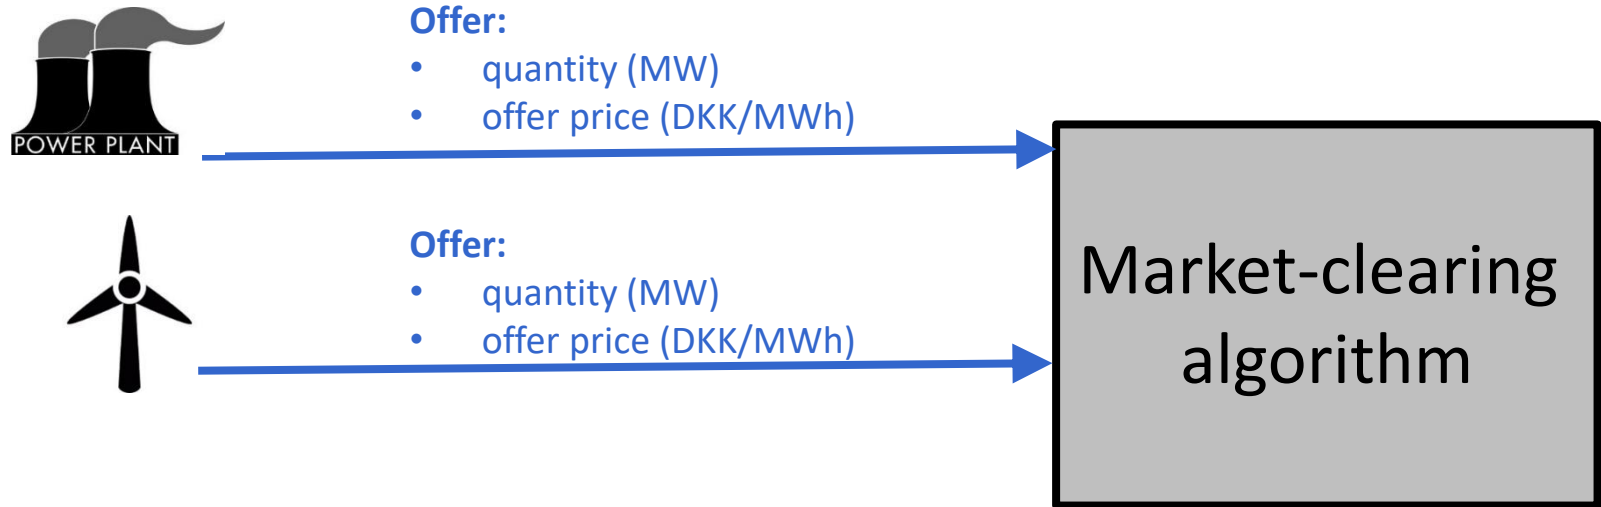 POWER PLANT
Offer:
• quantity (MW)
• offer price (DKK/MWh)
Offer:
• quantity (MW)
• offer price (DKK/MWh)
Market-clearing
algorithm